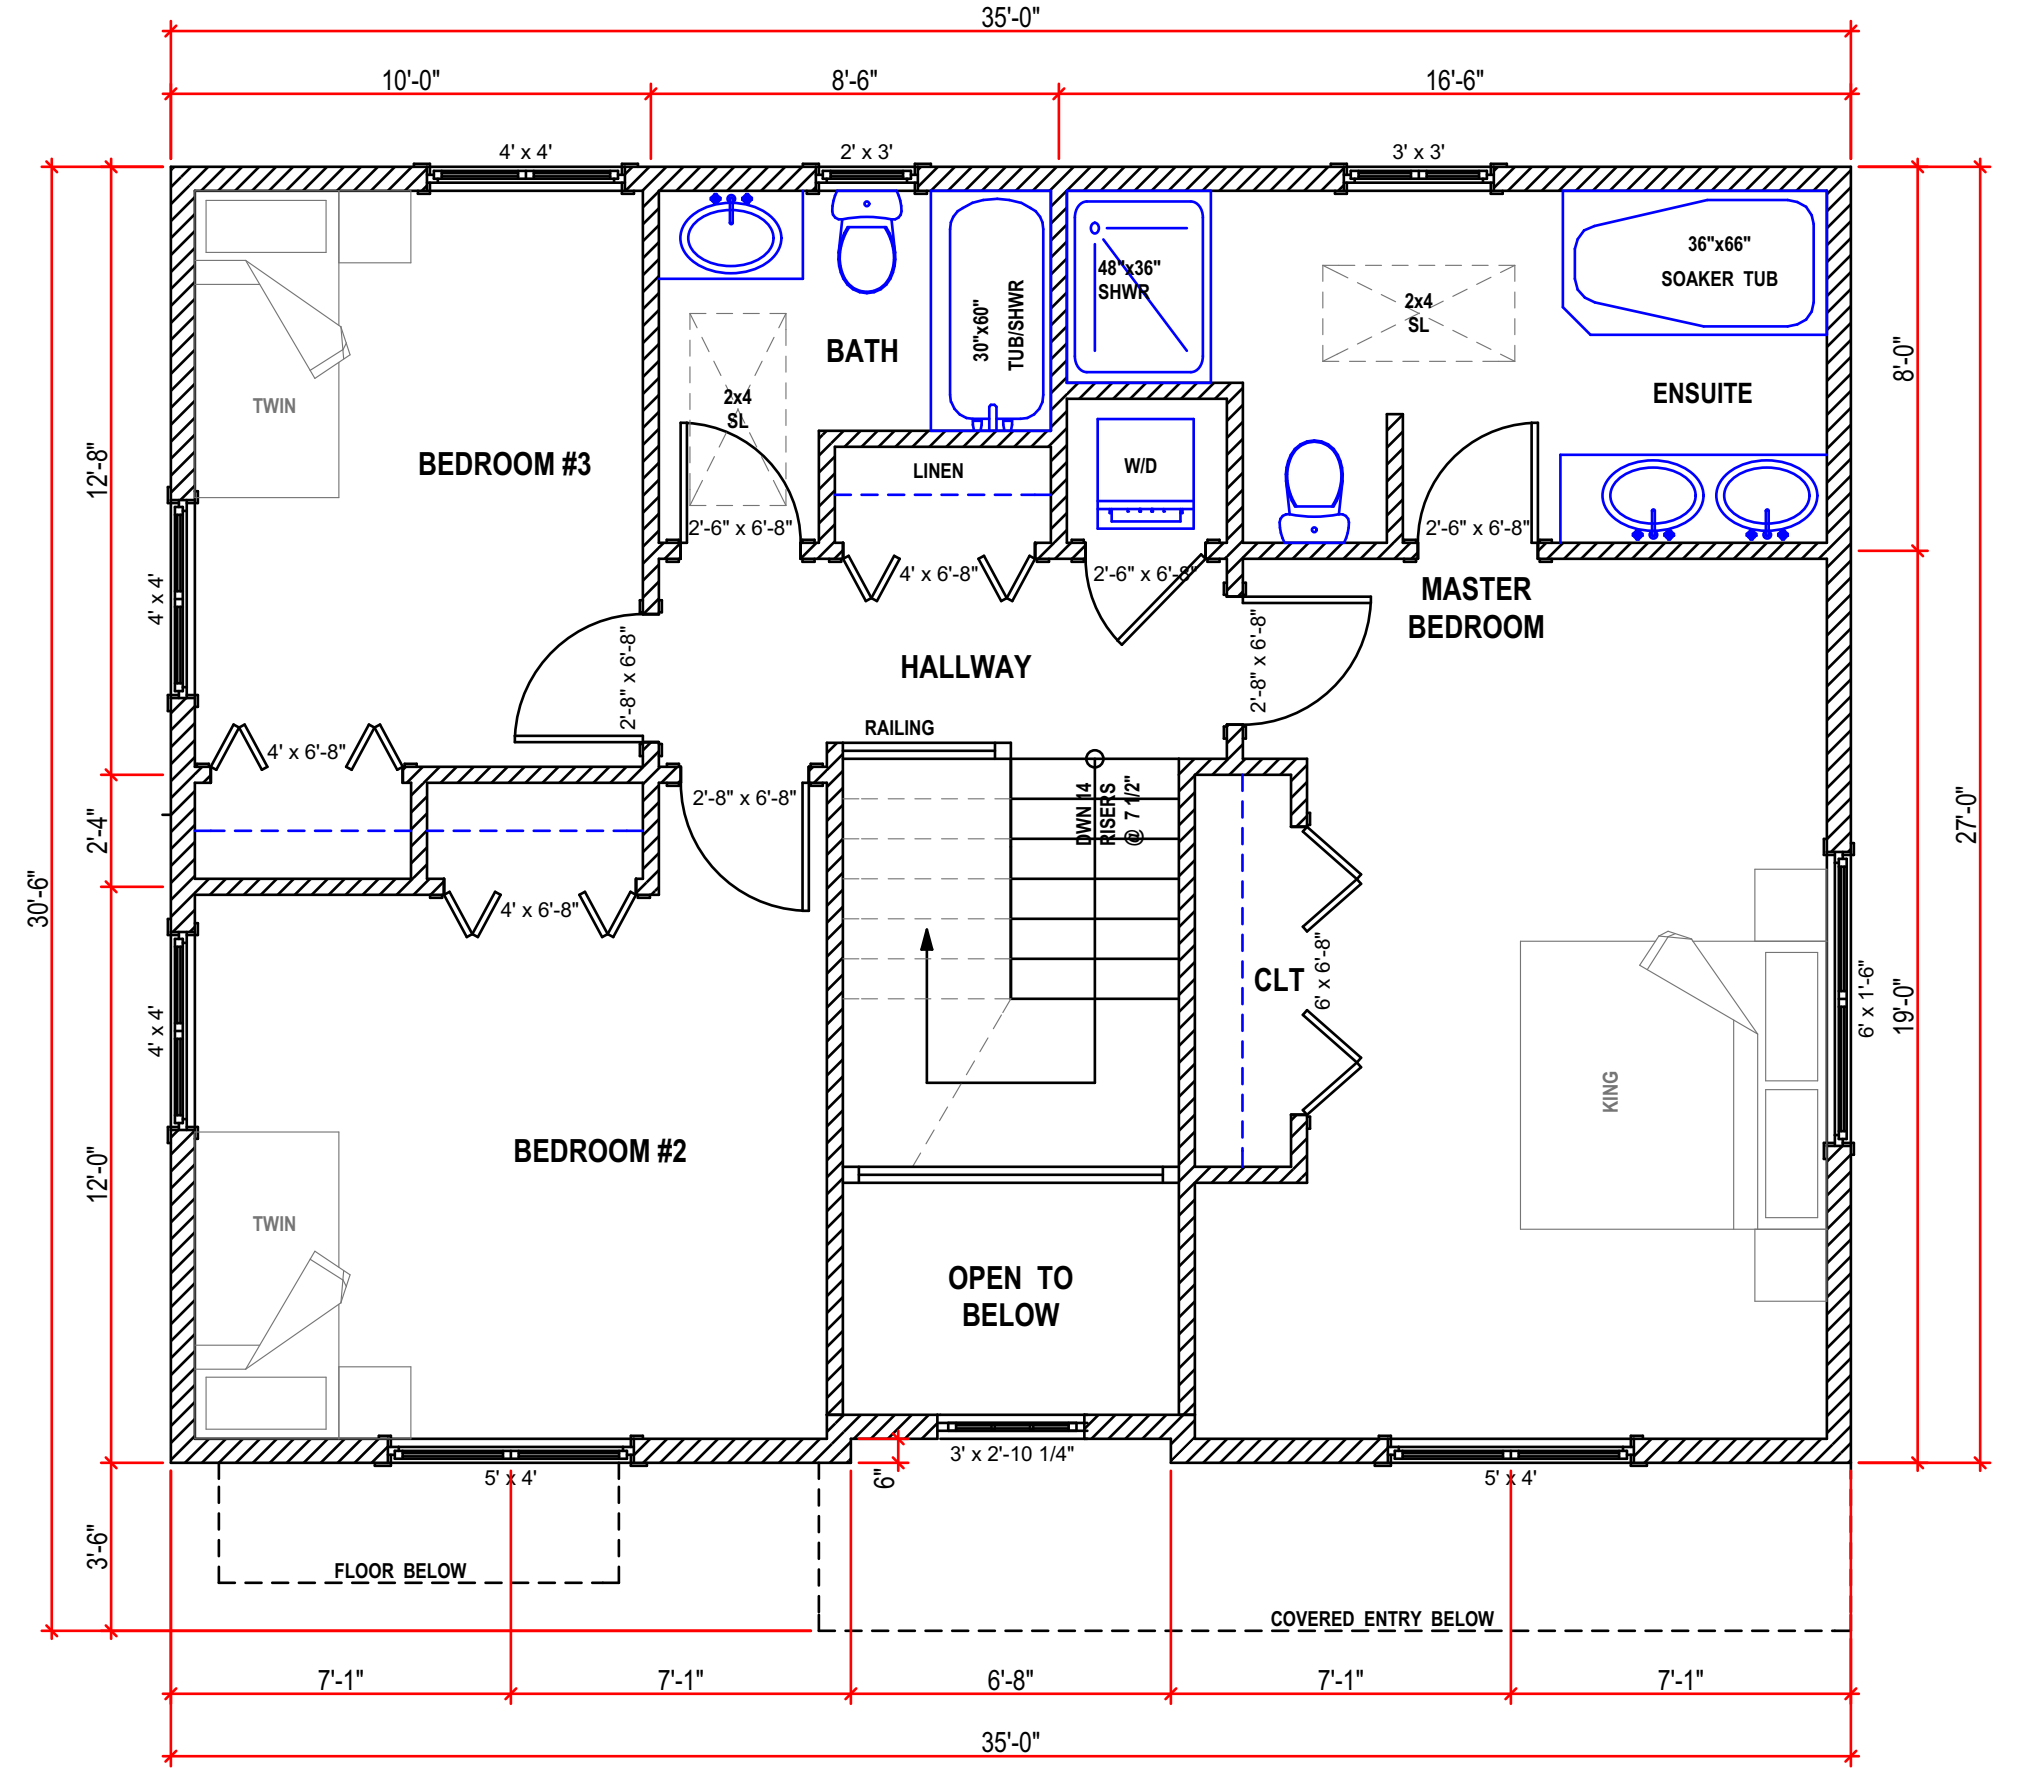 35'-0"
10'-0"
8'-6"
16'-6"
4' x 4'
2' x 3'
3' x 3'
36"x66"
SOAKER TUB
48"x36"
SHWR
2x4
SL
30"x60"
TUB/SHWR
BATH
8'-0"
ENSUITE
TWIN
2x4
SL
BEDROOM #3
LINEN
W/D
12'-8"
2'-6" x 6'-8"
2'-6" x 6'-8"
4' x 6'-8"
2'-6" x 6'-8"
MASTER
BEDROOM
4' x 4'
2'-8" x 6'-8"
HALLWAY
2'-8" x 6'-8"
RAILING
4' x 6'-8"
2'-8" x 6'-8"
DWN 14
RISERS
@ 7 1/2"
2'-4"
27'-0"
30'-6"
4' x 6'-8"
CLT
6' x 6'-8"
6' x 1'-6"
19'-0"
4' x 4'
KING
BEDROOM #2
12'-0"
TWIN
OPEN TO
BELOW
3' x 2'-10 1/4"
6"
5' x 4'
5' x 4'
3'-6"
FLOOR BELOW
COVERED ENTRY BELOW
7'-1"
7'-1"
6'-8"
7'-1"
7'-1"
35'-0"